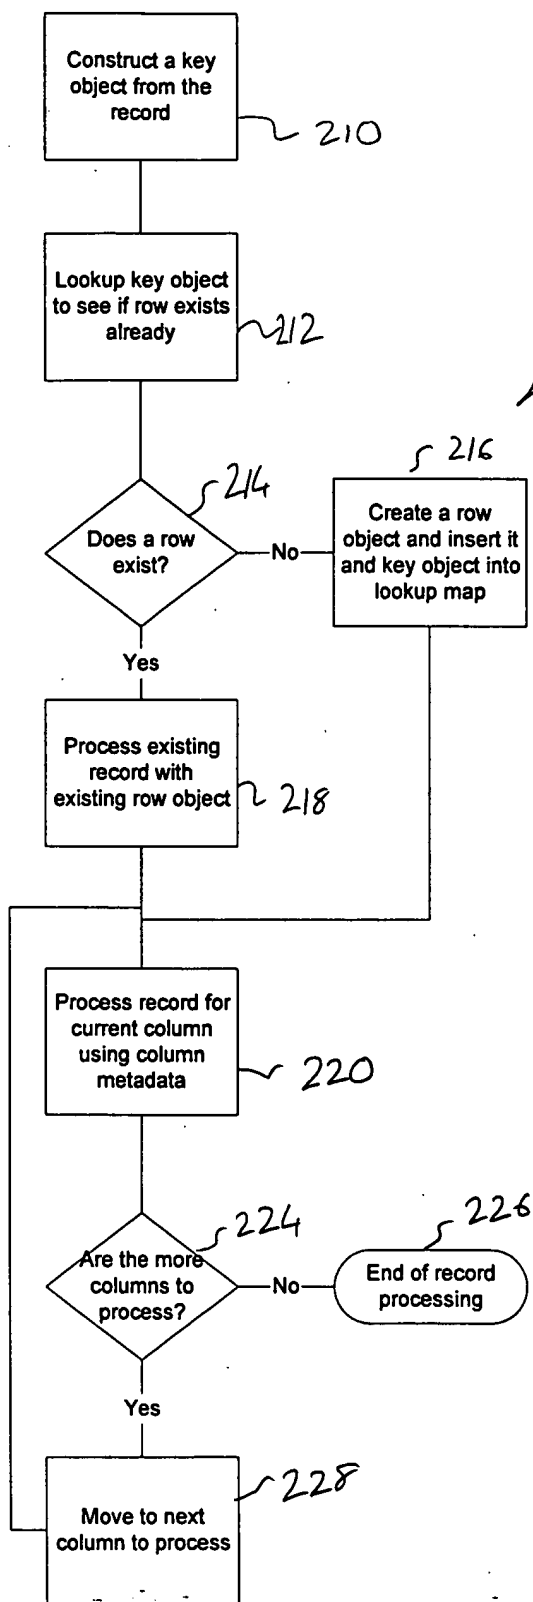 Construct a key
object from the
record
210
Lookup key object
to see if row exists
already
212
214
Does a row
exist?
No
216
Create a row
object and insert it
and key object into
lookup map
Yes
Process existing
record with
existing row object
218
Process record for
current column
using column
metadata
220
224
Are the more
columns to
process?
No
226
End of record
processing
Yes
228
Move to next
column to process